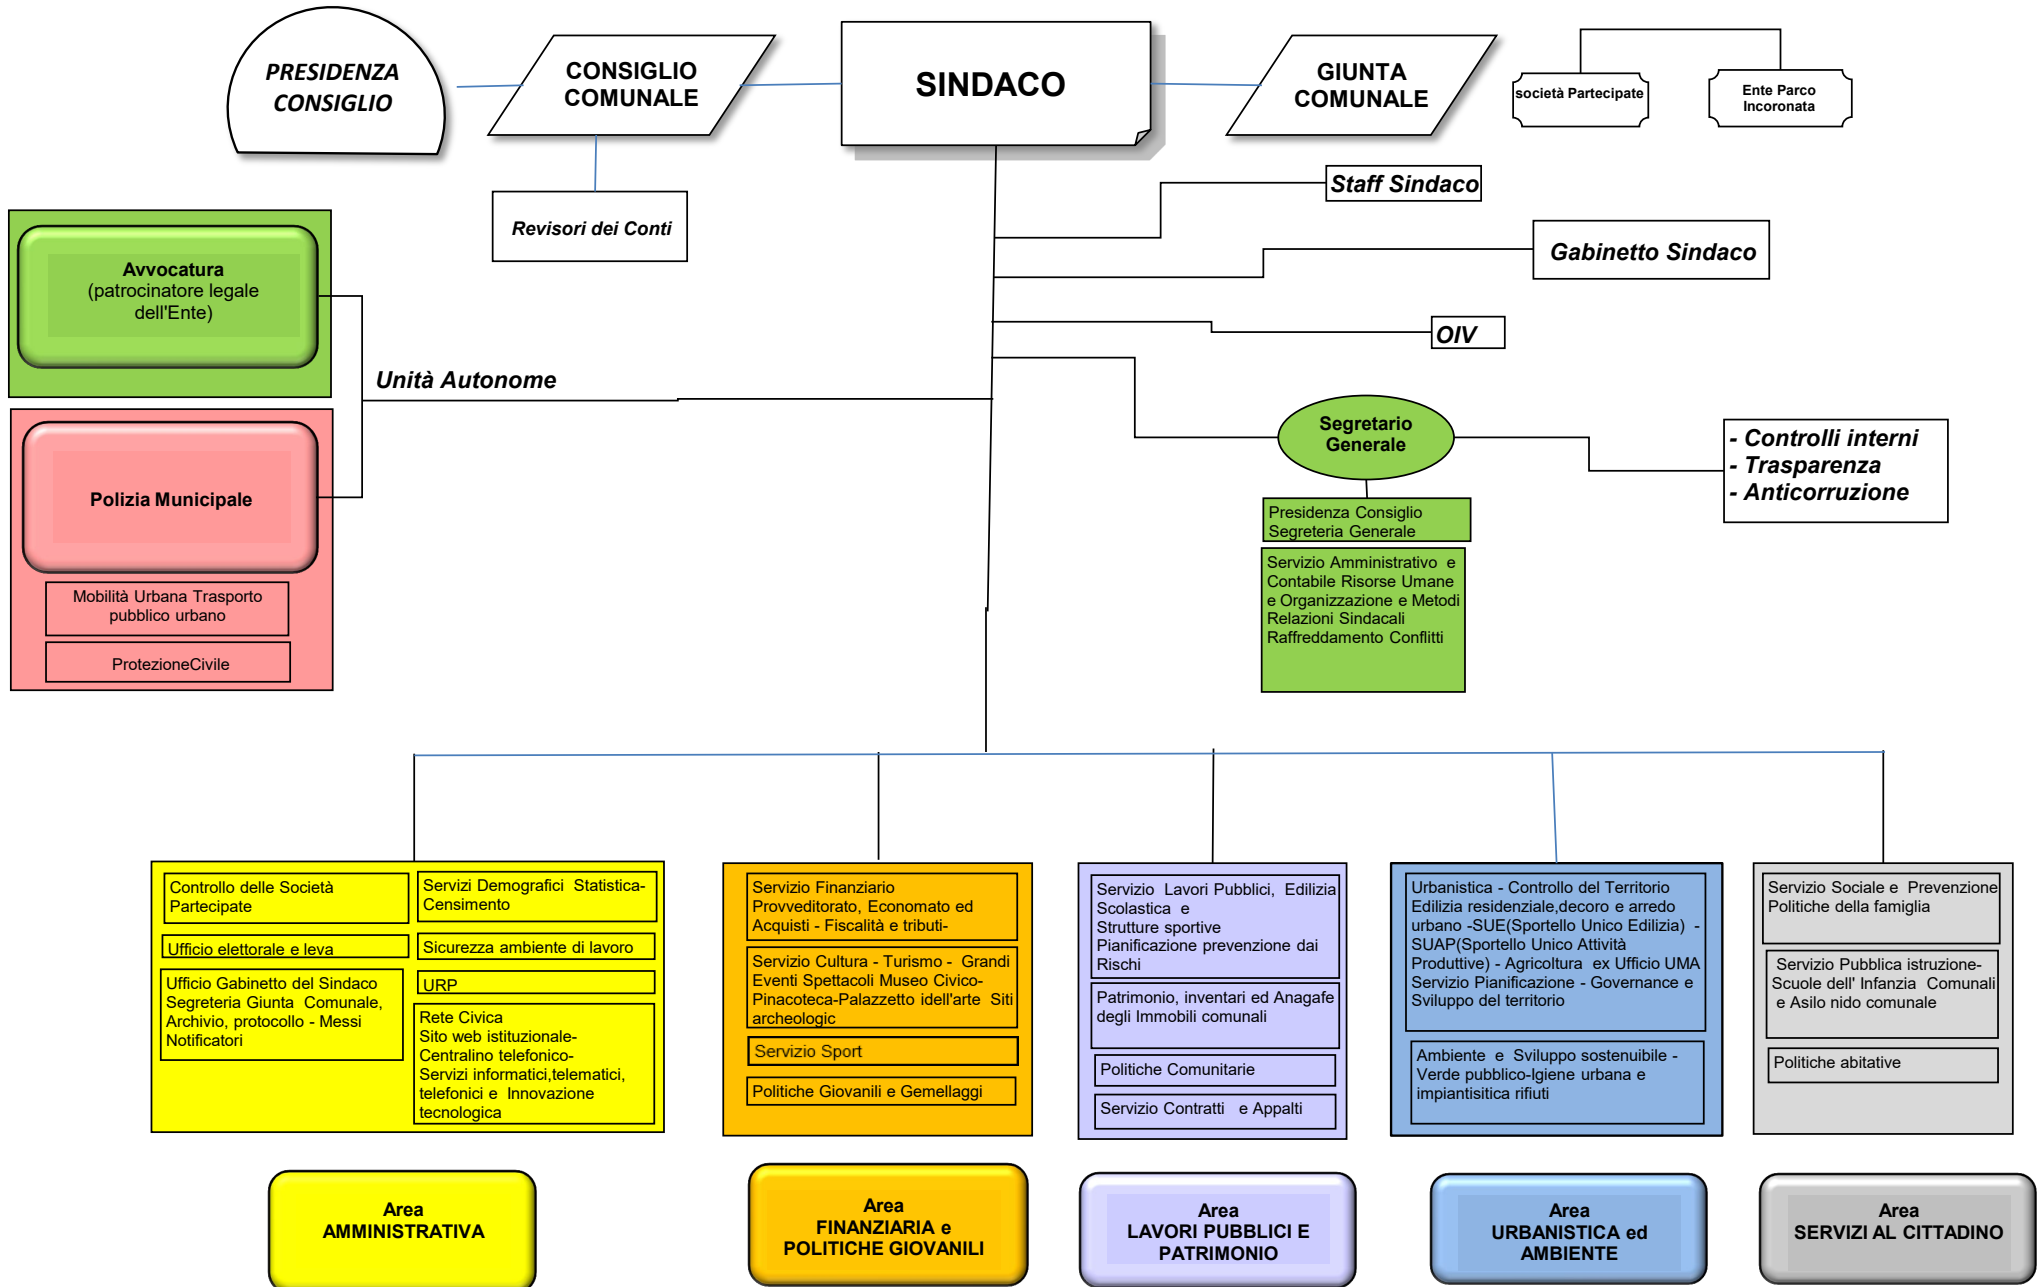 PRESIDENZA
CONSIGLIO
CONSIGLIO
COMUNALE
SINDACO
GIUNTA
COMUNALE
società Partecipate
Ente Parco
Incoronata
Staff Sindaco
Revisori dei Conti
Gabinetto Sindaco
OIV
Avvocatura
(patrocinatore legale
dell'Ente)
Unità Autonome
Polizia Municipale
Mobilità Urbana Trasporto
pubblico urbano
ProtezioneCivile
Segretario
Generale
- Controlli interni
- Trasparenza
- Anticorruzione
Presidenza Consiglio
Segreteria Generale
Servizio Amministrativo e
Contabile Risorse Umane
e Organizzazione e Metodi
Relazioni Sindacali
Raffreddamento Conflitti
Controllo delle Società
Partecipate
Ufficio elettorale e leva
Ufficio Gabinetto del Sindaco
Segreteria Giunta Comunale,
Archivio, protocollo - Messi
Notificatori
Servizi Demografici Statistica-
Censimento
Sicurezza ambiente di lavoro
URP
Rete Civica
Sito web istituzionale-
Centralino telefonico-
Servizi informatici,telematici,
telefonici e Innovazione
tecnologica
Servizio Finanziario
Provveditorato, Economato ed
Acquisti - Fiscalità e tributi-
Servizio Cultura - Turismo - Grandi
Eventi Spettacoli Museo Civico-
Pinacoteca-Palazzetto idell'arte Siti
archeologic
Servizio Sport
Politiche Giovanili e Gemellaggi
Servizio Lavori Pubblici, Edilizia
Scolastica e
Strutture sportive
Pianificazione prevenzione dai
Rischi
Patrimonio, inventari ed Anagafe
degli Immobili comunali
Politiche Comunitarie
Servizio Contratti e Appalti
Urbanistica - Controllo del Territorio
Edilizia residenziale,decoro e arredo
urbano -SUE(Sportello Unico Edilizia) -
SUAP(Sportello Unico Attività
Produttive) - Agricoltura ex Ufficio UMA
Servizio Pianificazione - Governance e
Sviluppo del territorio
Ambiente e Sviluppo sostenuibile -
Verde pubblico-Igiene urbana e
impiantisitica rifiuti
Servizio Sociale e Prevenzione
Politiche della famiglia
Servizio Pubblica istruzione-
Scuole dell' Infanzia Comunali
e Asilo nido comunale
Politiche abitative
Area
AMMINISTRATIVA
Area
FINANZIARIA e
POLITICHE GIOVANILI
Area
LAVORI PUBBLICI E
PATRIMONIO
Area
URBANISTICA ed
AMBIENTE
Area
SERVIZI AL CITTADINO